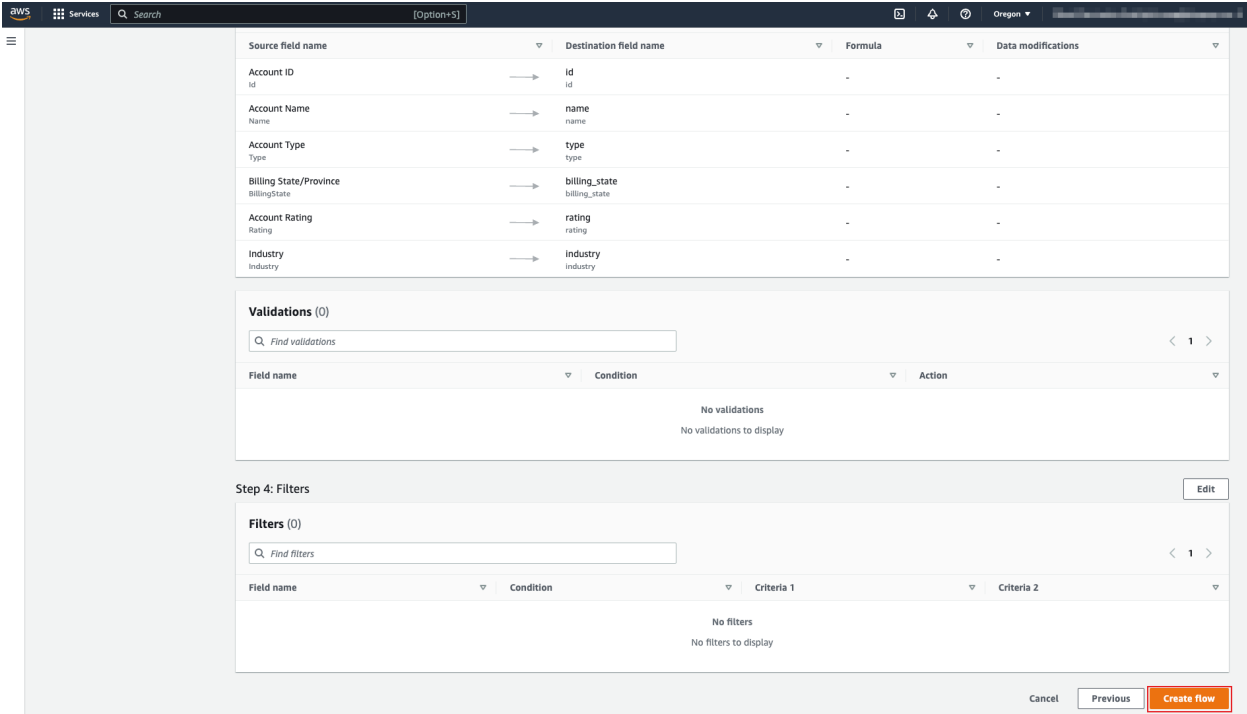 aws Services Search [Option+S] Oregon
Source field name Destination field name Formula Data modifications
Account ID id - -
Id id
Account Name name - -
Name name
Account Type type - -
Type type
Billing State/Province billing_state - -
BillingState billing_state
Account Rating rating - -
Rating rating
Industry industry - -
Industry industry
Validations (0)
Find validations 1
Field name Condition Action
No validations
No validations to display
Step 4: Filters Edit
Filters (0)
Find filters 1
Field name Condition Criteria 1 Criteria 2
No filters
No filters to display
Cancel Previous Create flow